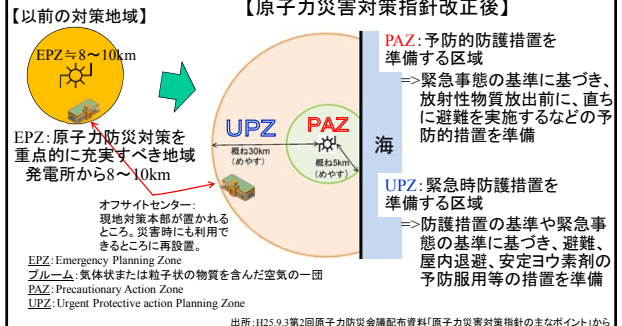 【以前の対策地域】
【原子力災害対策指針改正後】
EPZ≒8～10km
EPZ:原子力防災対策を
重点的に充実すべき地域
発電所から8～10km
オフサイトセンター:
現地対策本部が置かれる
ところ。災害時にも利用で
きるところに再設置。
UPZ
PAZ
概ね30km
(めやす)
概ね5km
(めやす)
海
PAZ:予防的防護措置を
準備する区域
=>緊急事態の基準に基づき、
放射性物質放出前に、直ち
に避難を実施するなどの予
防的措置を準備
UPZ:緊急時防護措置を
準備する区域
=>防護措置の基準や緊急事
態の基準に基づき、避難、
屋内退避、安定ヨウ素剤の
予防服用等の措置を準備
EPZ:Emergency Planning Zone
プルーム:気体状または粒子状の物質を含んだ空気の一団
PAZ:Precautionary Action Zone
UPZ:Urgent Protective action Planning Zone
出所:H25.9.3第2回原子力防災会議配布資料「原子力災害対策指針の主なポイント」から